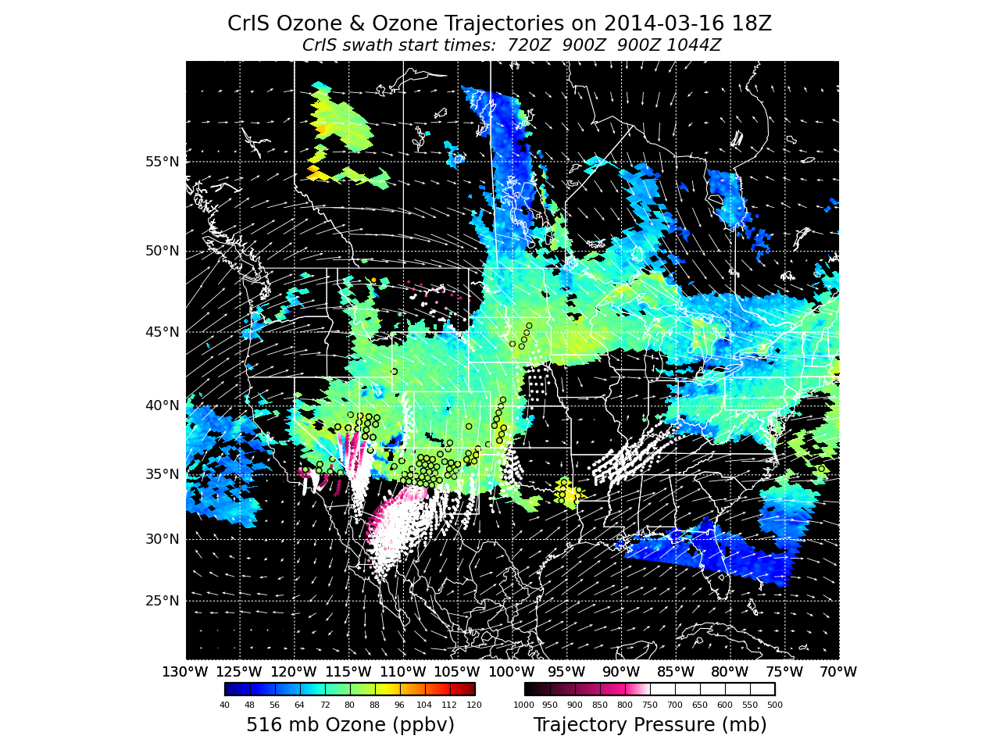 CrIS Ozone & Ozone Trajectories on 2014-03-16 18Z
CrIS swath start times:  720Z  900Z  900Z 1044Z
55°N
50°N
45°N
40°N
35°N
30°N
25°N
130°W 125°W 120°W 115°W 110°W 105°W 100°W 95°W 90°W 85°W 80°W 75°W 70°W
40 48 56 64 72 80 88 96 104 112 120
1000 950 900 850 800 750 700 650 600 550 500
516 mb Ozone (ppbv)
Trajectory Pressure (mb)